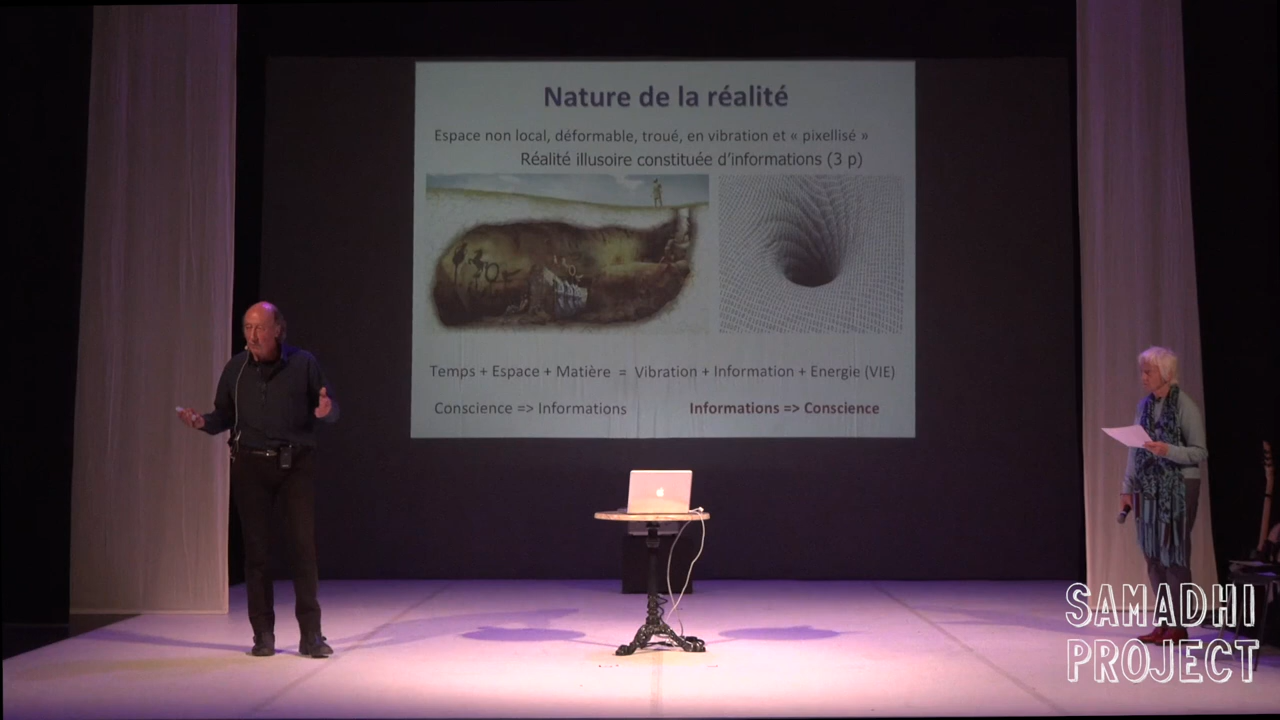 Nature de la réalité
Espace non local, déformable, troué, en vibration et « pixellisé »
Réalité illusoire constituée d'informations (3 p)
Temps + Espace + Matière = Vibration + Information + Energie (VIE)
Conscience => Informations
Informations => Conscience
SAMADHI
PROJECT